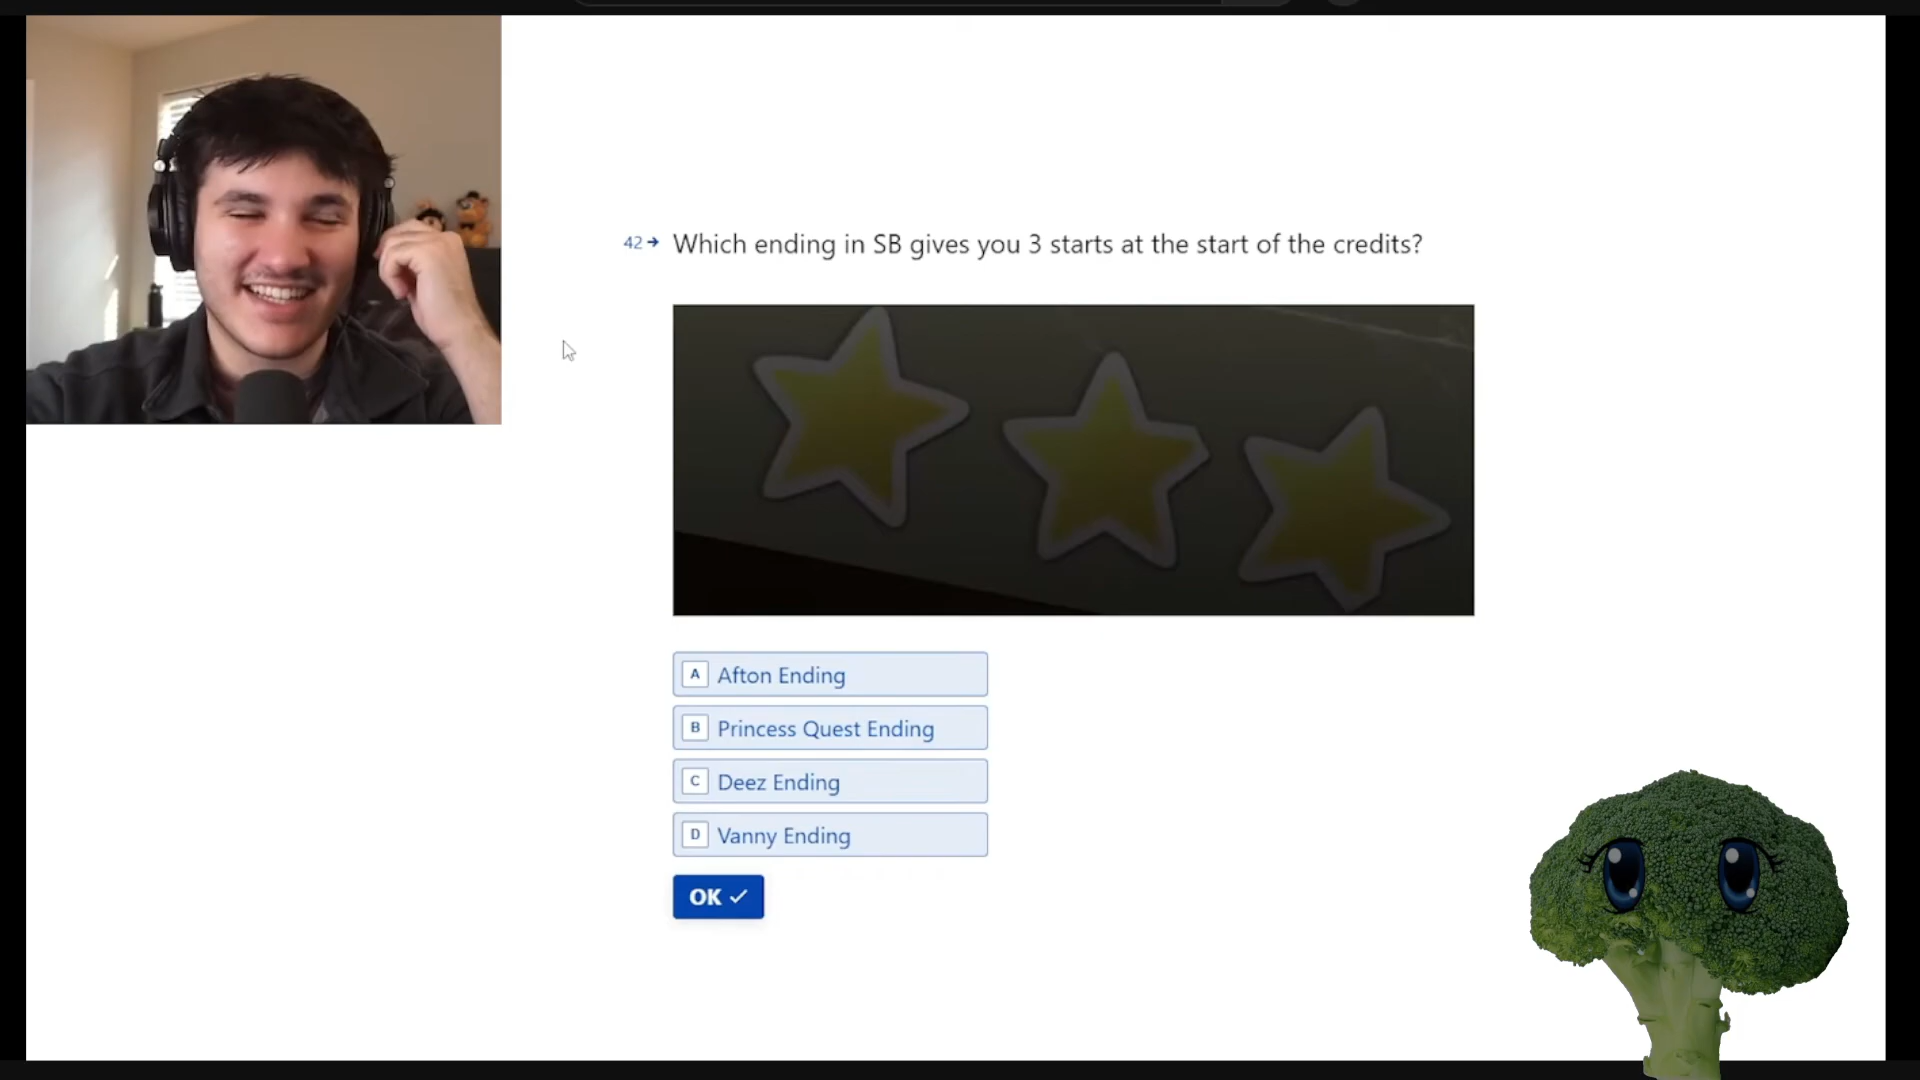 42 Which ending in SB gives you 3 starts at the start of the credits?
A Afton Ending
B Princess Quest Ending
C Deez Ending
D Vanny Ending
OK